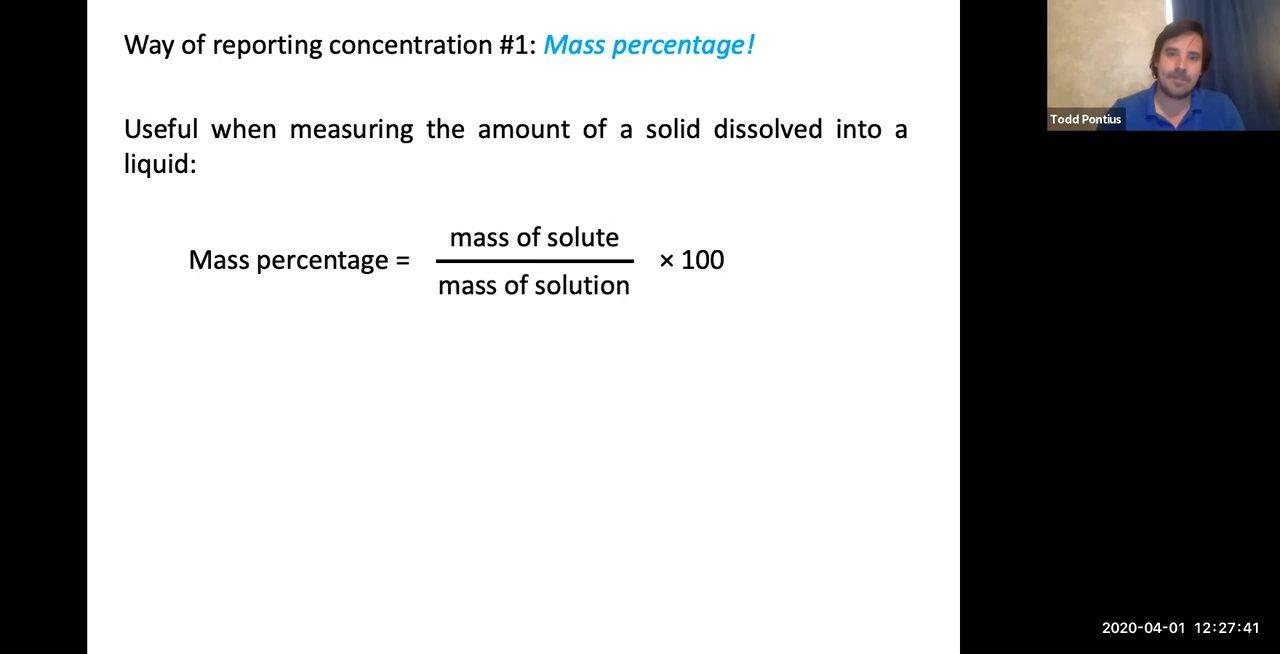 Way of reporting concentration #1: Mass percentage!
Useful when measuring the amount of a solid dissolved into a
liquid:
mass of solute
Mass percentage = × 100
mass of solution
Todd Pontius
2020-04-01 12:27:41